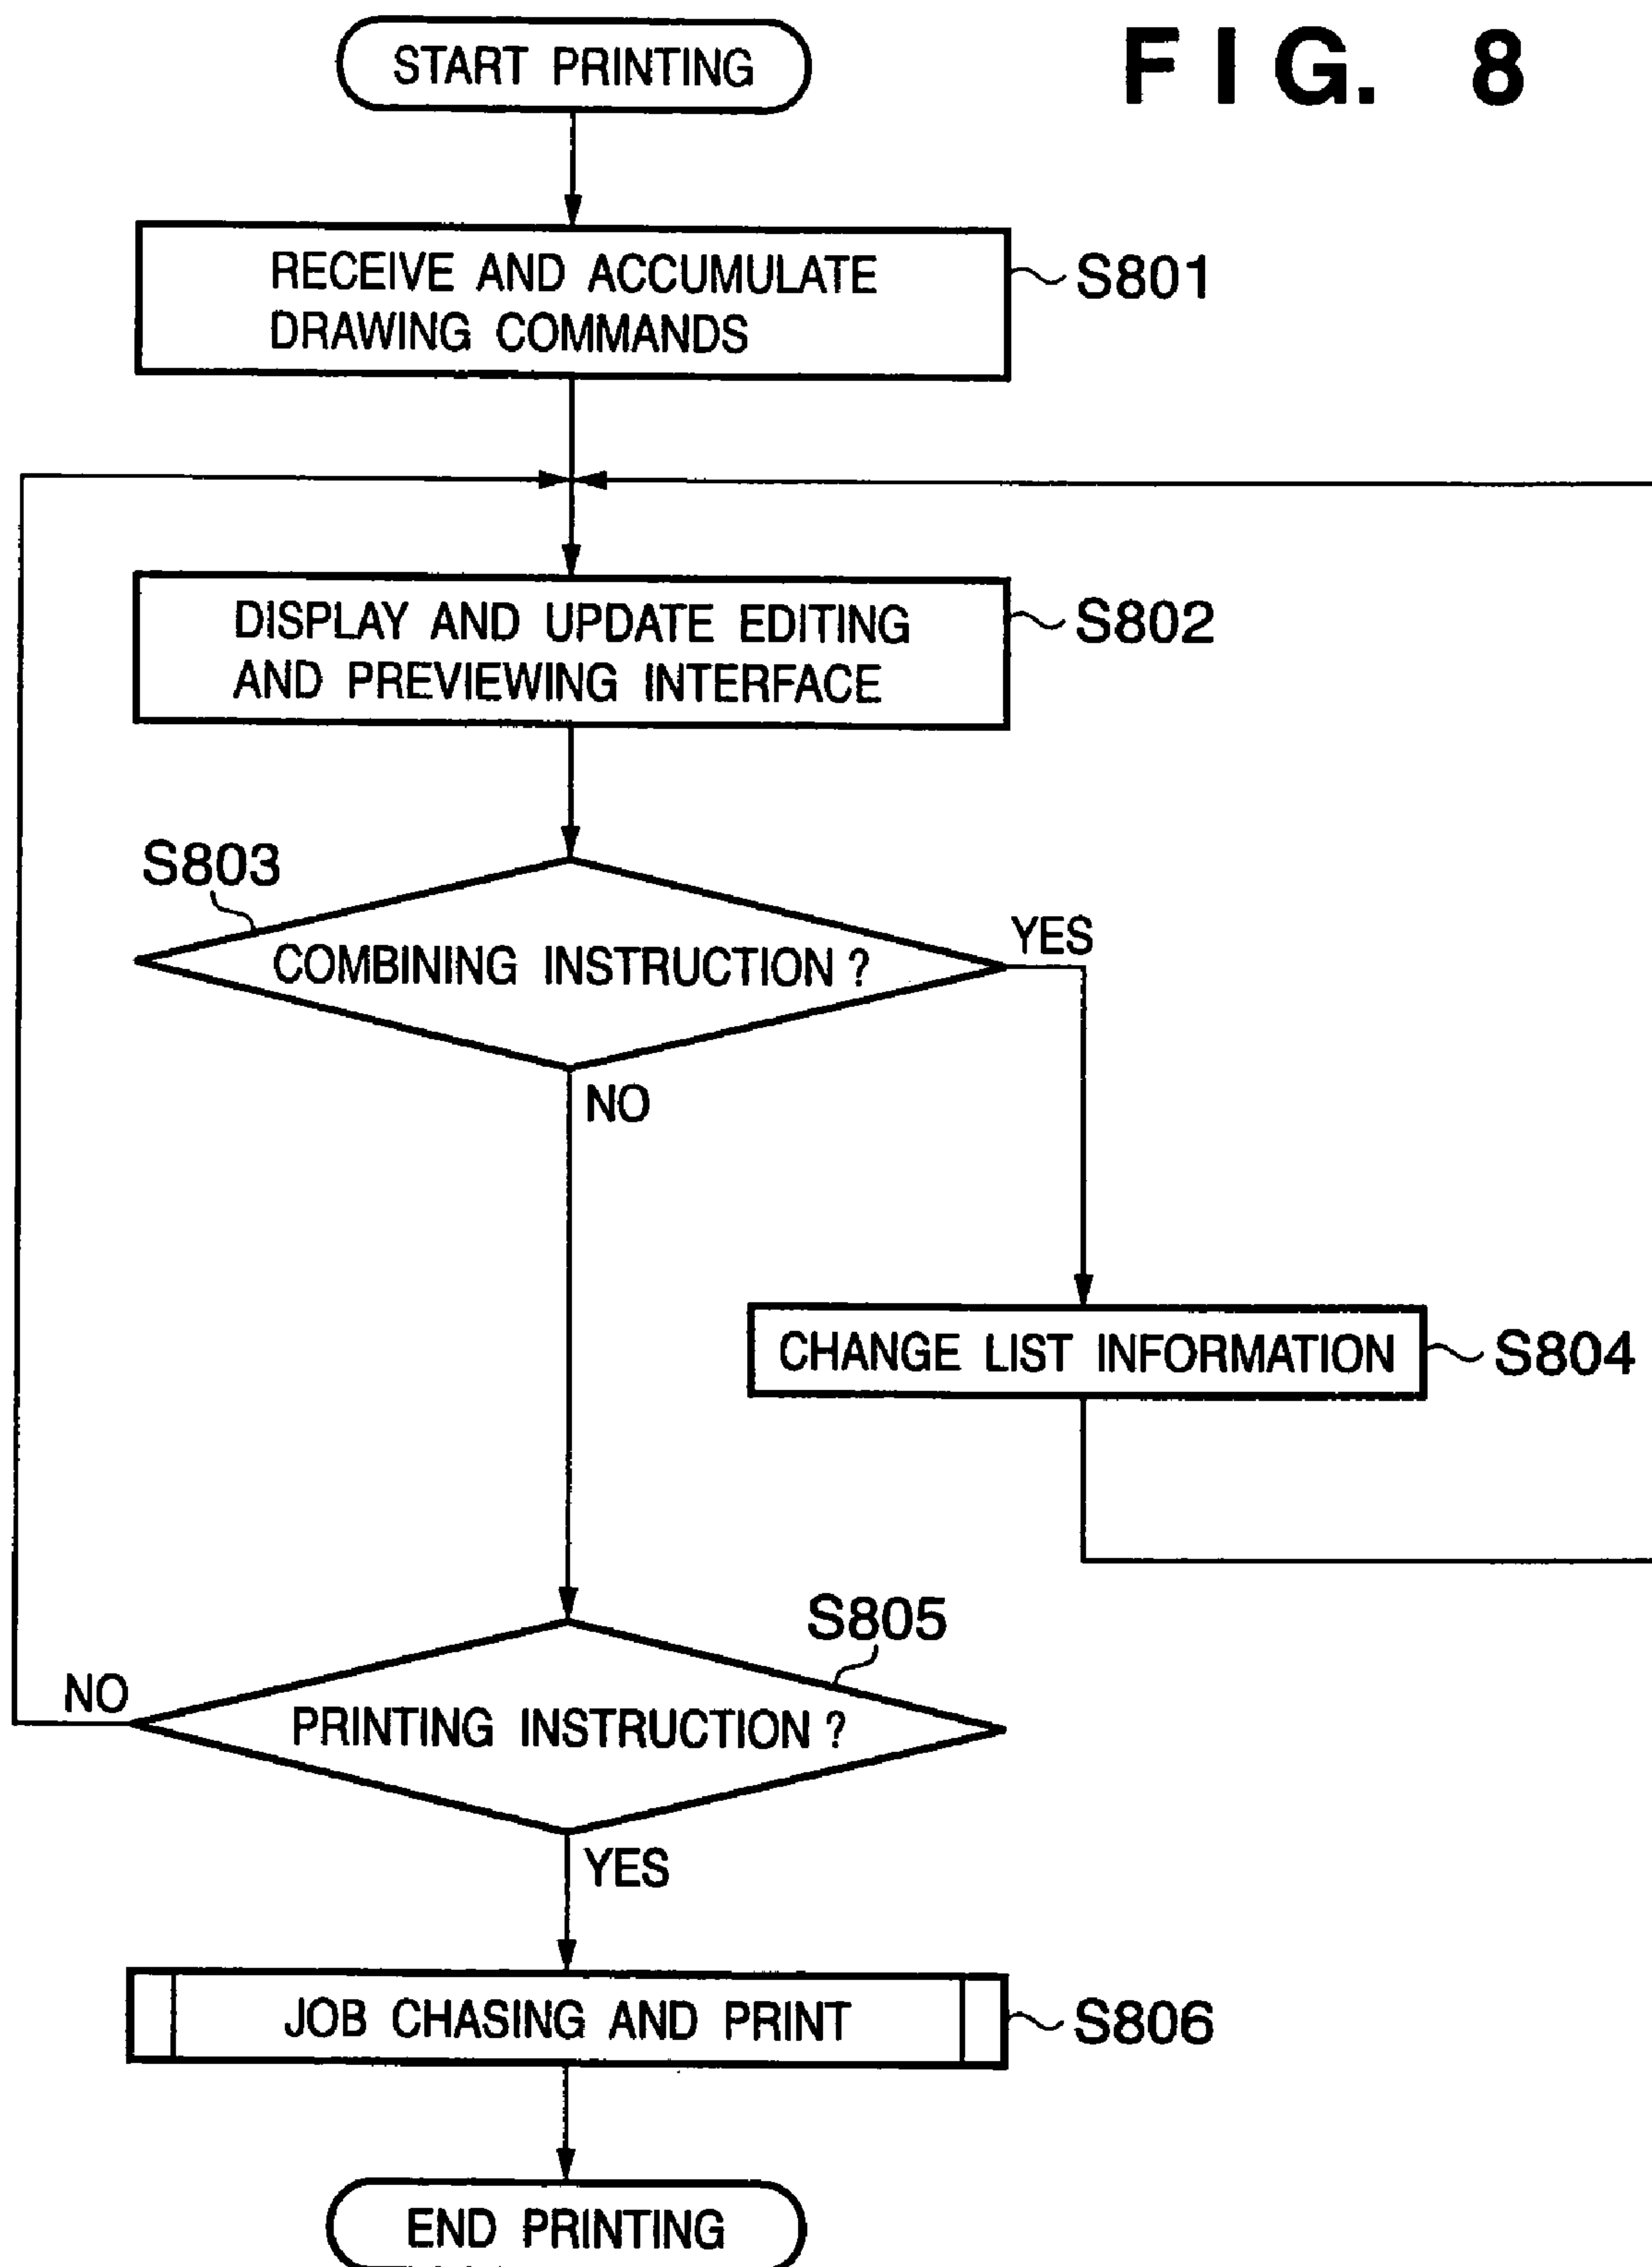 FIG. 8
START PRINTING
RECEIVE AND ACCUMULATE
DRAWING COMMANDS
S801
DISPLAY AND UPDATE EDITING
AND PREVIEWING INTERFACE
S802
S803
COMBINING INSTRUCTION ?
YES
NO
CHANGE LIST INFORMATION
S804
S805
NO
PRINTING INSTRUCTION ?
YES
JOB CHASING AND PRINT
S806
END PRINTING